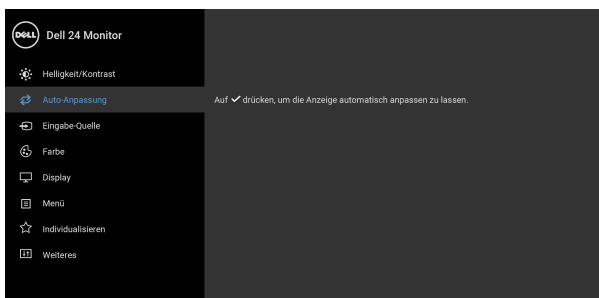 DELL
Dell 24 Monitor
Helligkeit/Kontrast
Auto-Anpassung
Auf ✓ drücken, um die Anzeige automatisch anpassen zu lassen.
Eingabe-Quelle
Farbe
Display
Menü
Individualisieren
Weiteres